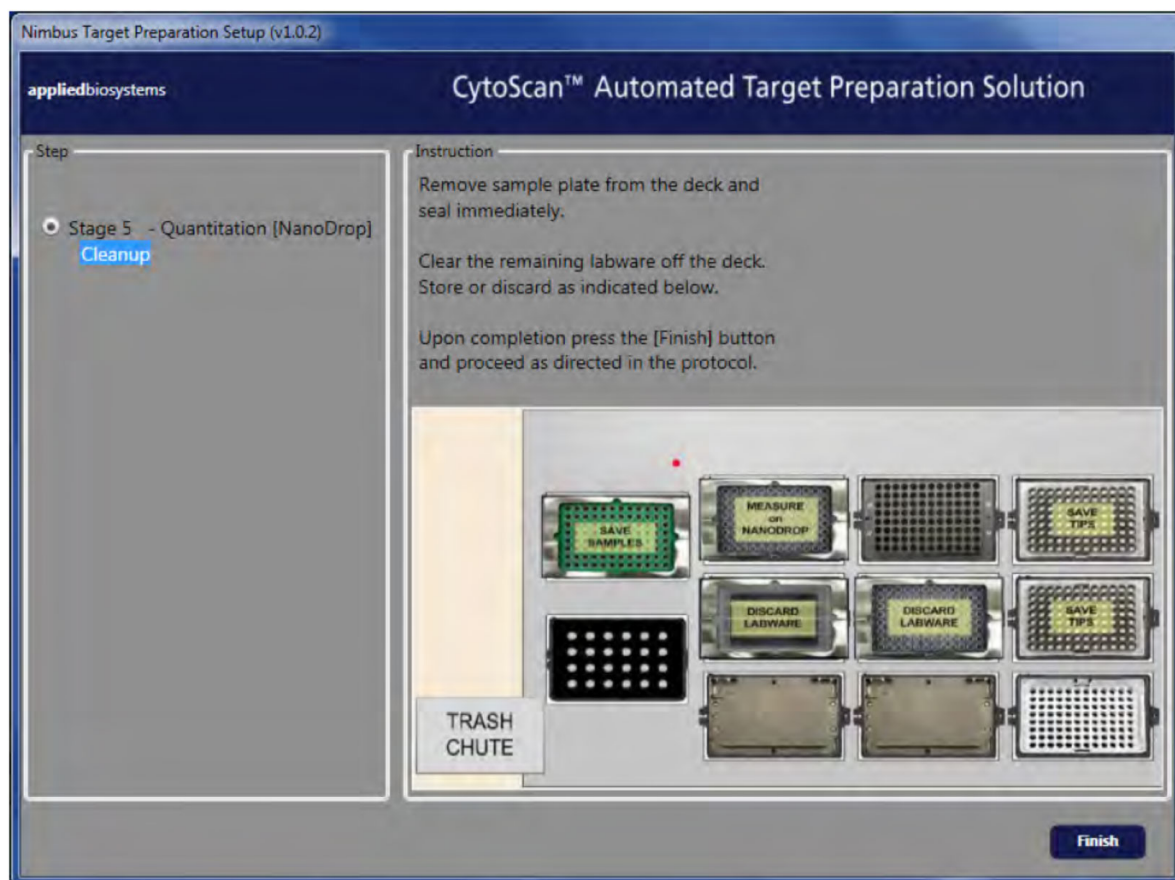 Nimbus Target Preparation Setup (v1.0.2)
appliedbiosystems
CytoScan™ Automated Target Preparation Solution
Step
Stage 5 - Quantitation [NanoDrop]
Cleanup
Instruction
Remove sample plate from the deck and
seal immediately.
Clear the remaining labware off the deck.
Store or discard as indicated below.
Upon completion press the [Finish] button
and proceed as directed in the protocol.
SAVE
SAMPLES
MEASURE
on
NANODROP
SAVE
TIPS
DISCARD
LABWARE
DISCARD
LABWARE
SAVE
TIPS
TRASH
CHUTE
Finish